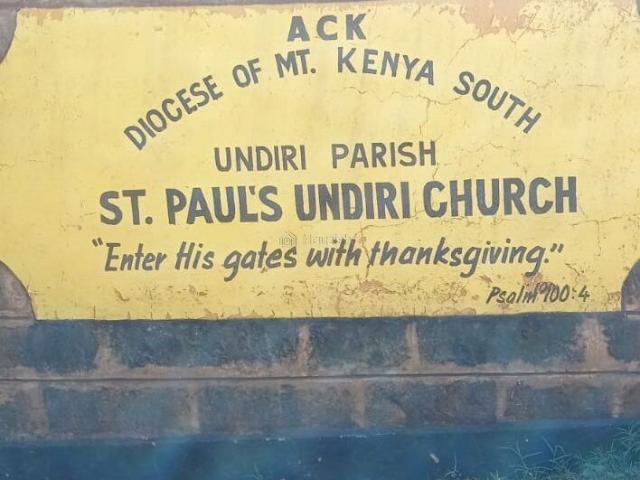 ACK
DIOCESE OF MT. KENYA SOUTH
UNDIRI PARISH
ST. PAUL'S UNDIRI CHURCH
"Enter His gates with thanksgiving."
Psalm 100:4